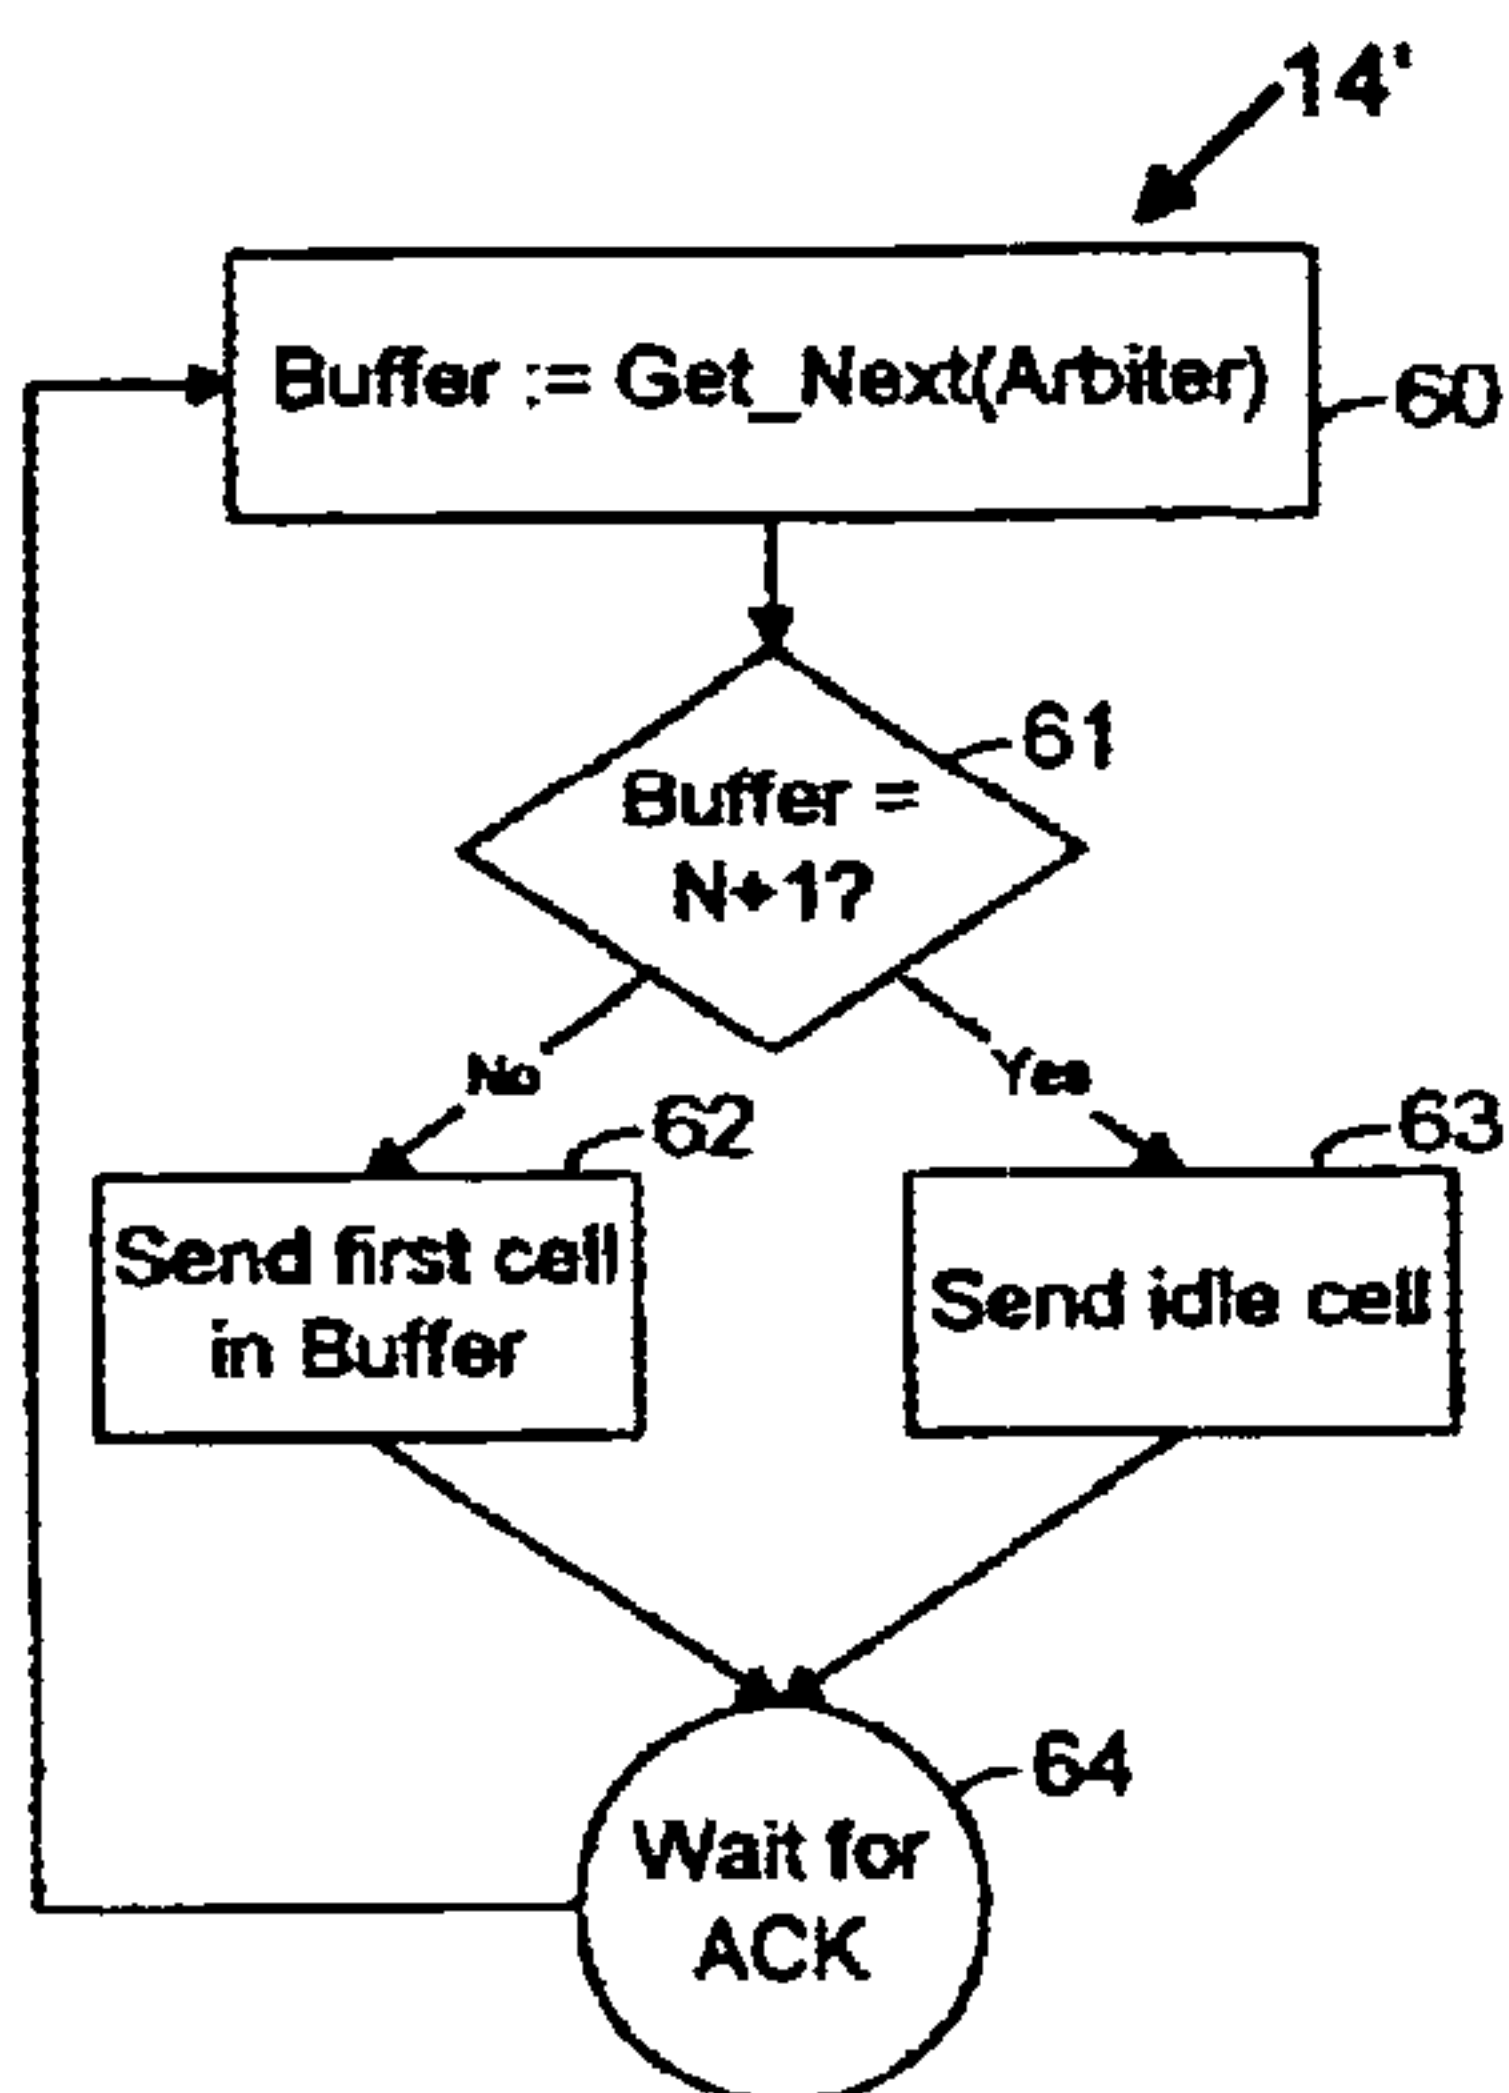 14'
Buffer := Get_Next(Arbiter)
60
61
Buffer =
N+1?
No
Yes
62
63
Send first cell
in Buffer
Send idle cell
64
Wait for
ACK